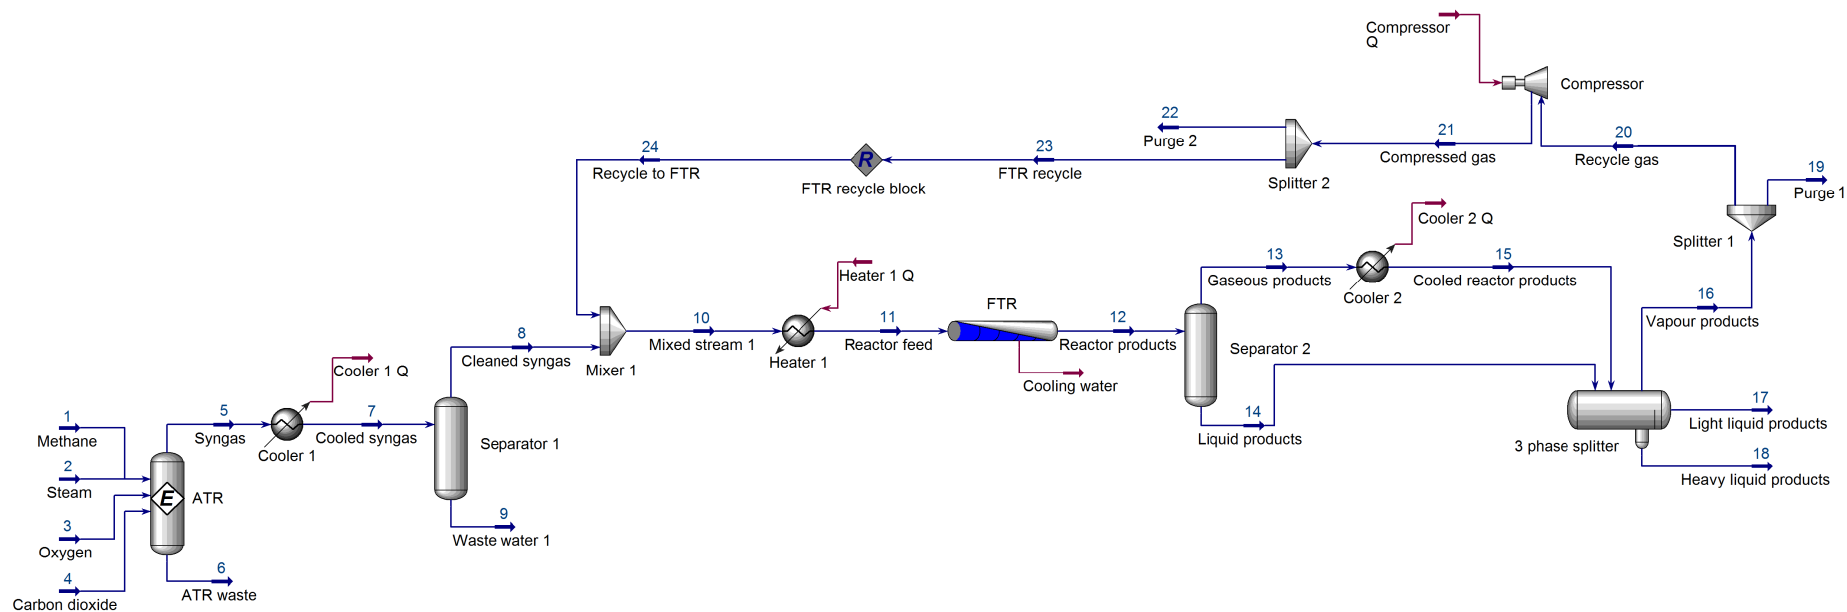 Compressor
Q
Compressor
22
Purge 2
21
Compressed gas
20
Recycle gas
19
Purge 1
24
Recycle to FTR
R
FTR recycle block
23
FTR recycle
Splitter 2
Splitter 1
Cooler 2 Q
Heater 1 Q
13
Gaseous products
Cooler 2
15
Cooled reactor products
16
Vapour products
8
Cleaned syngas
Mixer 1
10
Mixed stream 1
Heater 1
11
Reactor feed
FTR
12
Reactor products
Cooling water
Separator 2
14
Liquid products
3 phase splitter
17
Light liquid products
18
Heavy liquid products
Cooler 1 Q
1
Methane
2
Steam
3
Oxygen
4
Carbon dioxide
E
ATR
5
Syngas
Cooler 1
7
Cooled syngas
Separator 1
9
Waste water 1
6
ATR waste